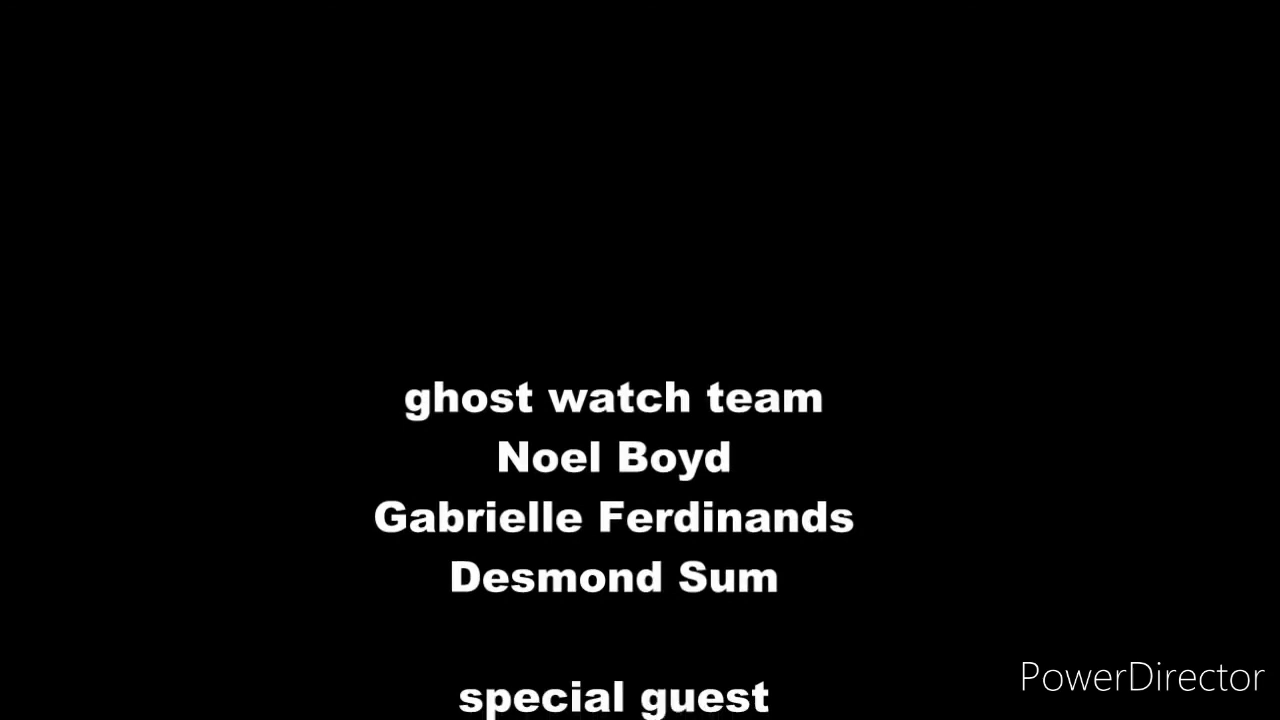 ghost watch team
Noel Boyd
Gabrielle Ferdinands
Desmond Sum
special guest
PowerDirector